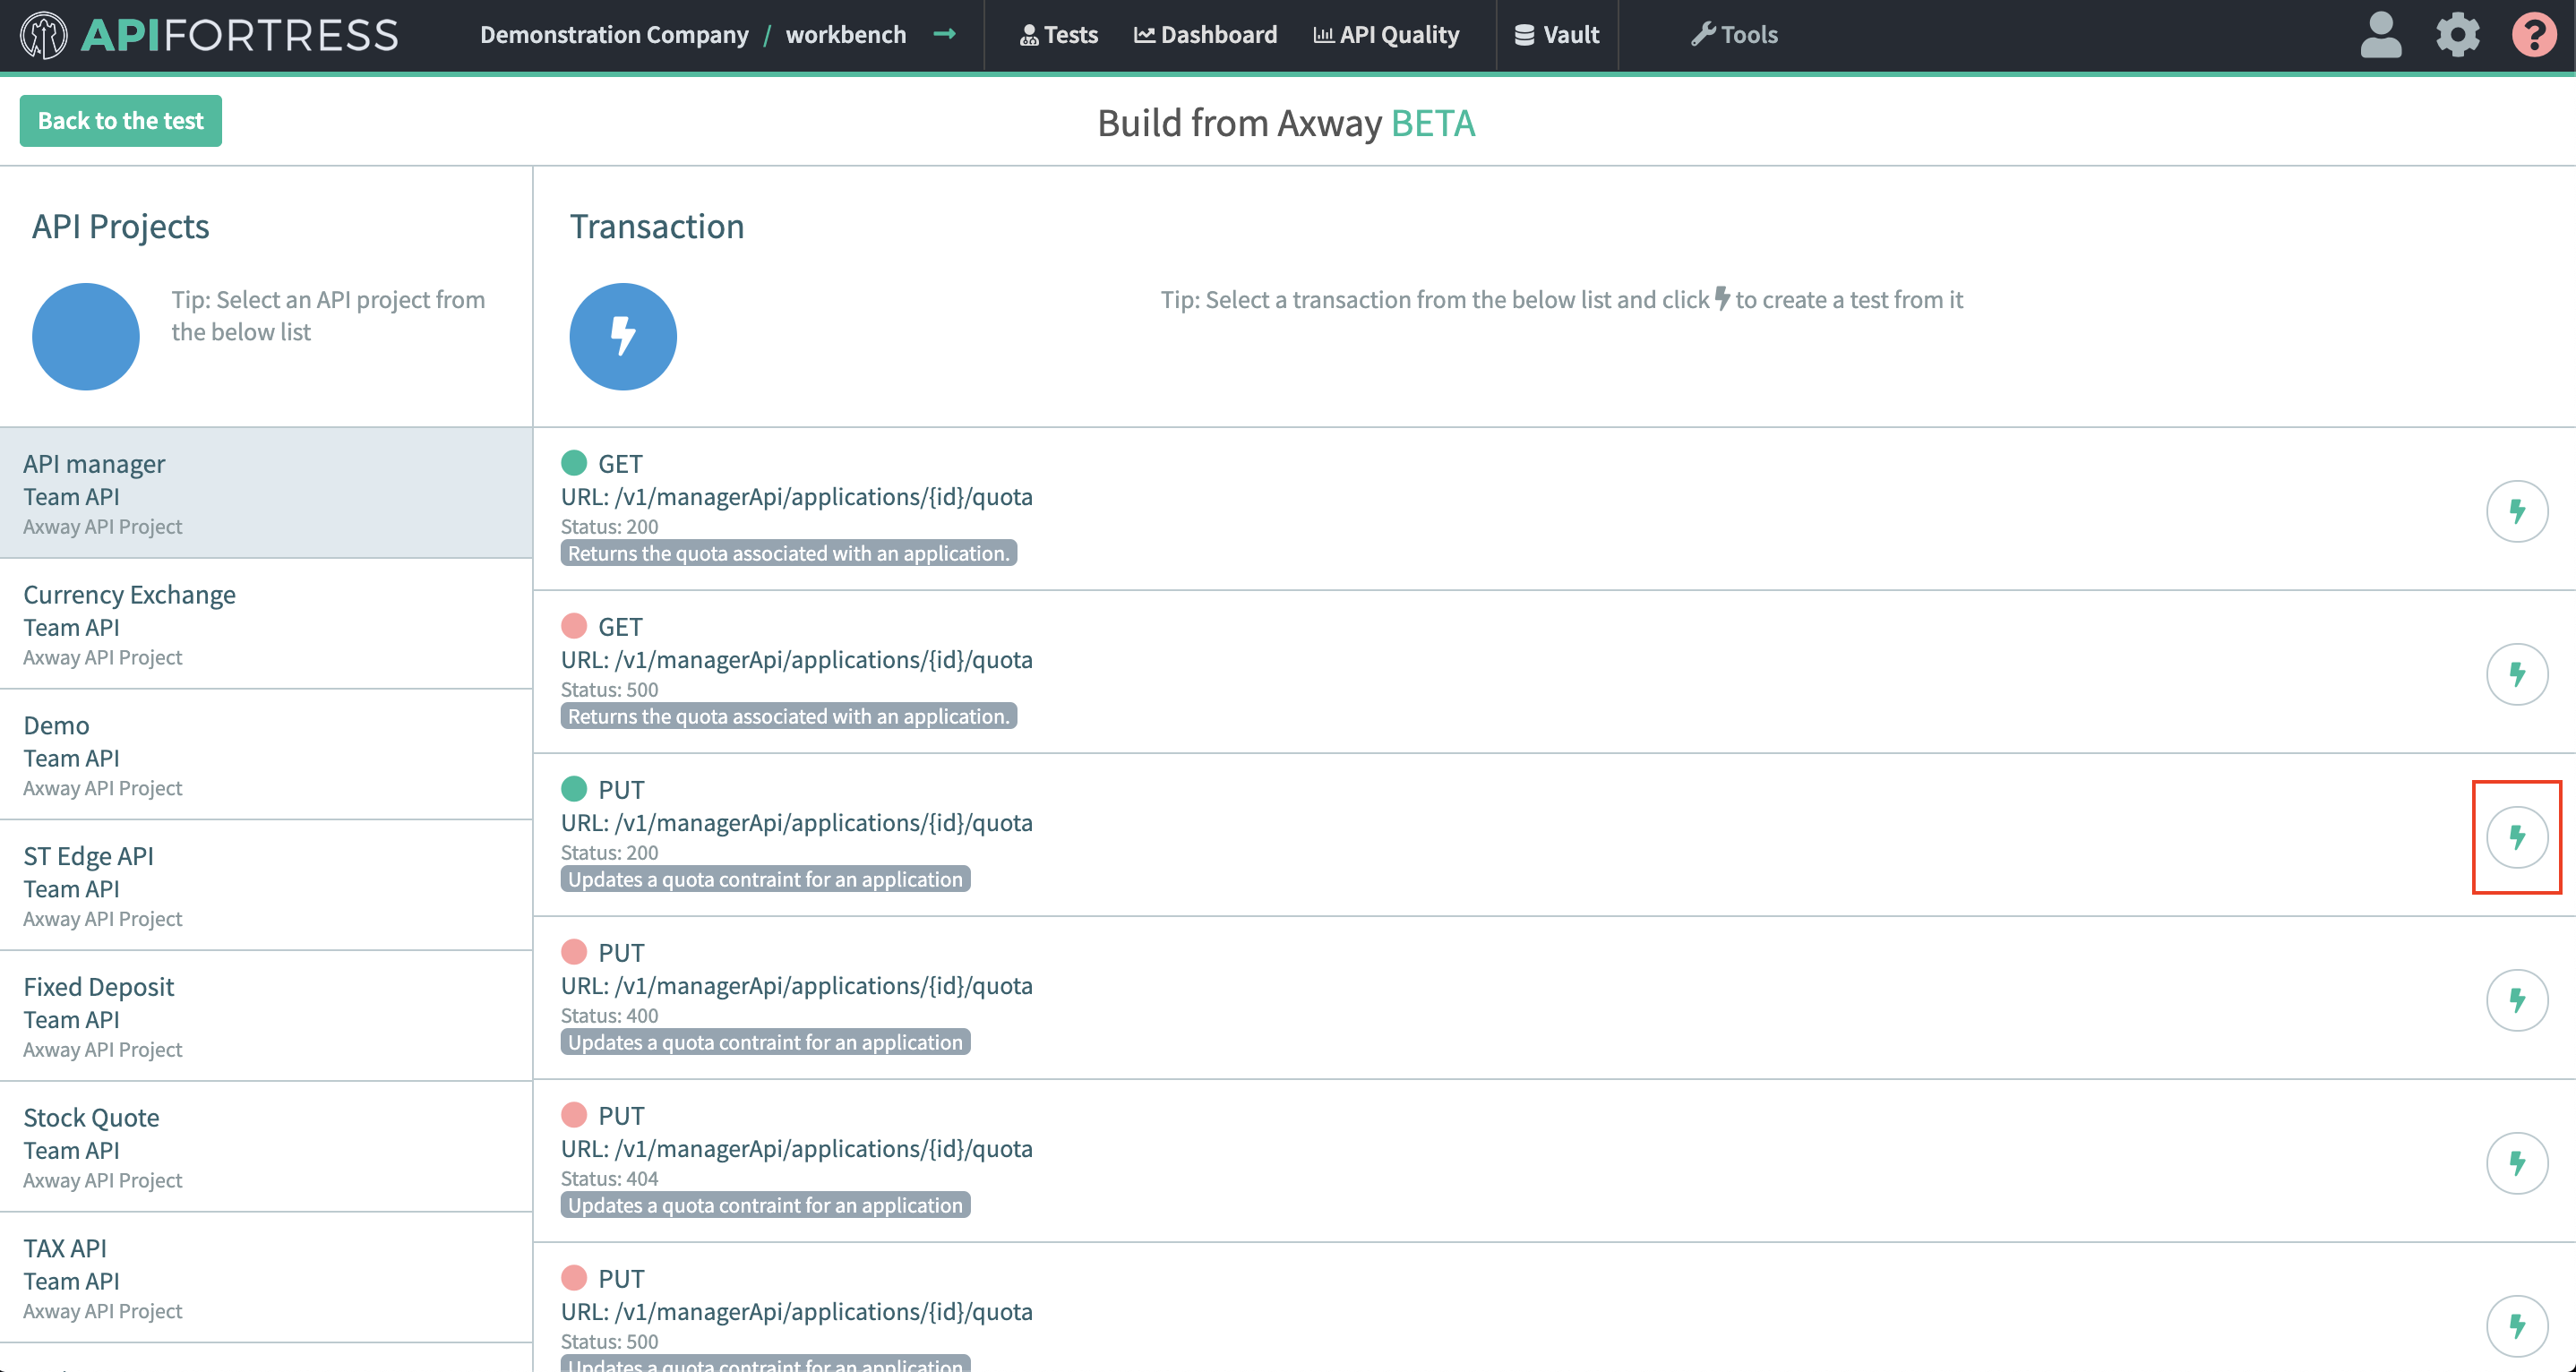 APIFORTRESS
Demonstration Company / workbench
Tests
Dashboard
API Quality
Vault
Tools
?
Back to the test
Build from Axway BETA
API Projects
Tip: Select an API project from
the below list
Transaction
Tip: Select a transaction from the below list and click to create a test from it
API manager
Team API
Axway API Project
Currency Exchange
Team API
Axway API Project
Demo
Team API
Axway API Project
ST Edge API
Team API
Axway API Project
Fixed Deposit
Team API
Axway API Project
Stock Quote
Team API
Axway API Project
TAX API
Team API
Axway API Project
GET
URL: /v1/managerApi/applications/{id}/quota
Status: 200
Returns the quota associated with an application.
GET
URL: /v1/managerApi/applications/{id}/quota
Status: 500
Returns the quota associated with an application.
PUT
URL: /v1/managerApi/applications/{id}/quota
Status: 200
Updates a quota contraint for an application
PUT
URL: /v1/managerApi/applications/{id}/quota
Status: 400
Updates a quota contraint for an application
PUT
URL: /v1/managerApi/applications/{id}/quota
Status: 404
Updates a quota contraint for an application
PUT
URL: /v1/managerApi/applications/{id}/quota
Status: 500
Updates a quota contraint for an application